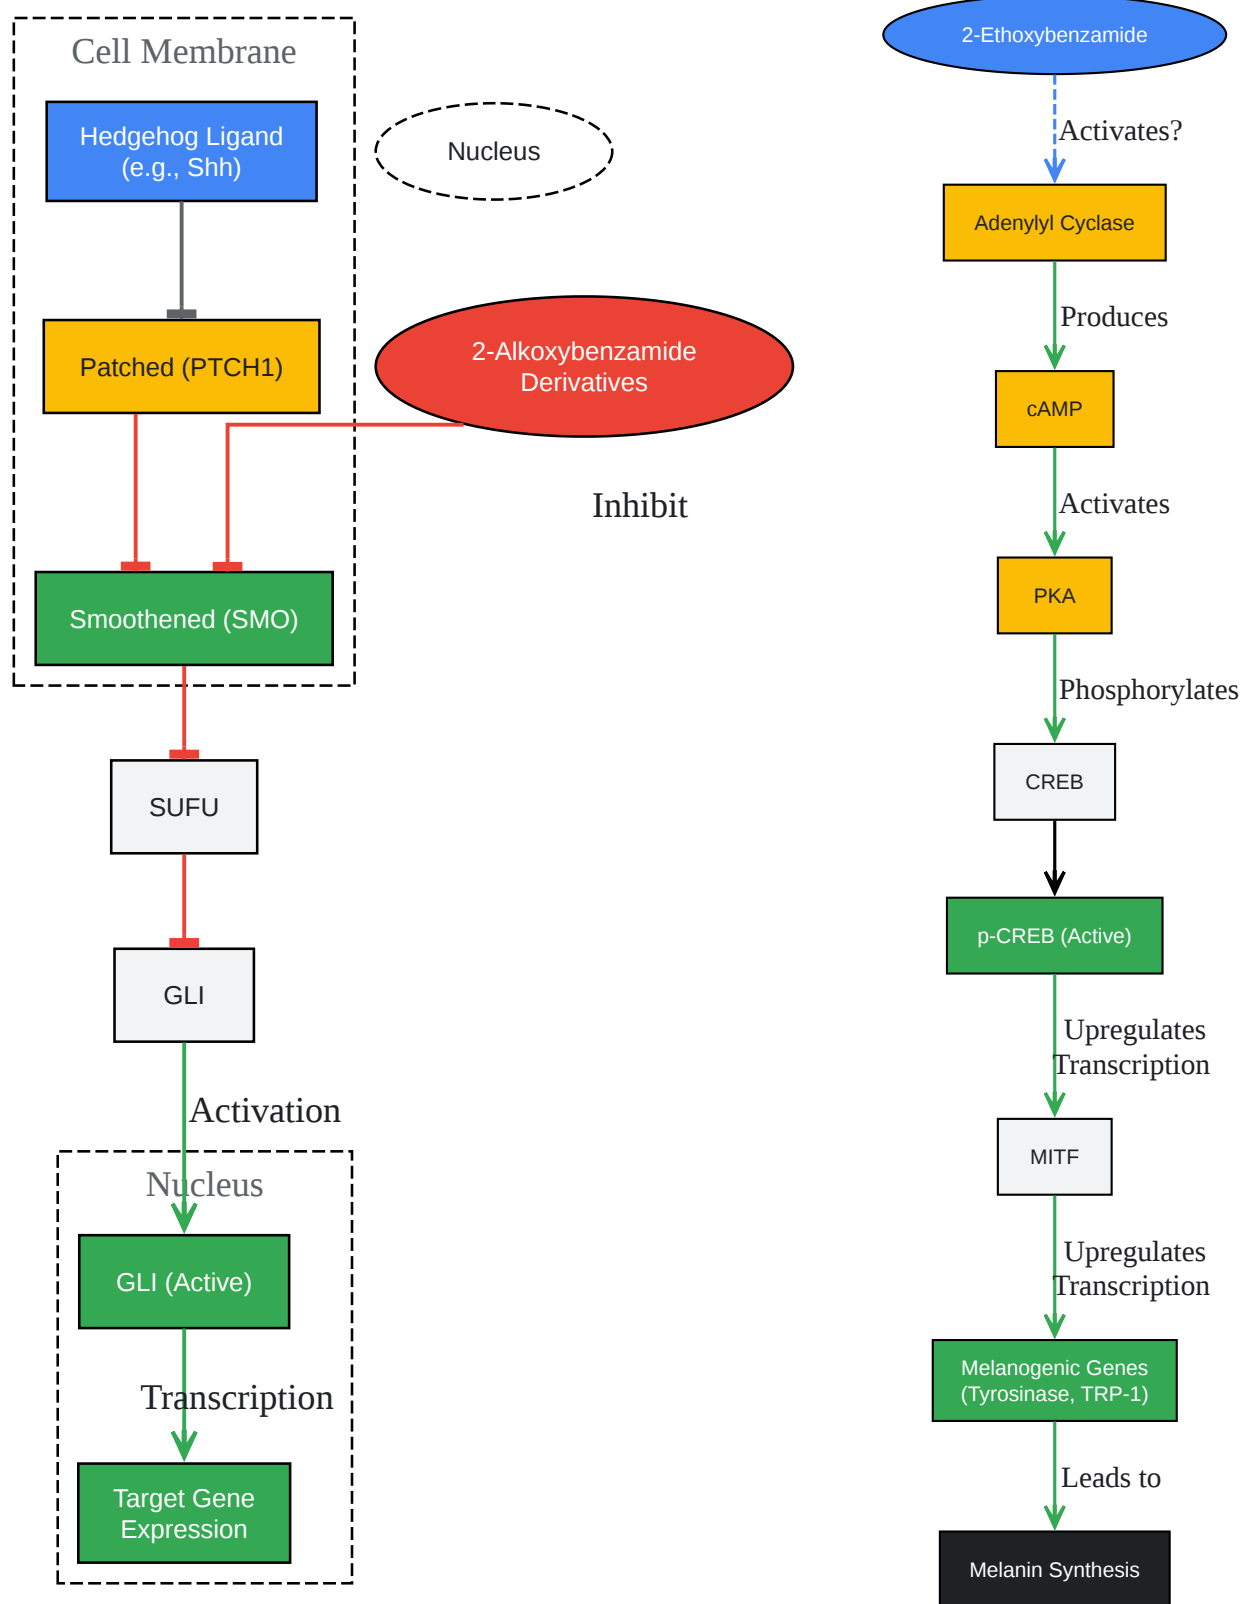 Cell Membrane
Hedgehog Ligand
(e.g., Shh)
Nucleus
Patched (PTCH1)
2-Alkoxybenzamide
Derivatives
Inhibit
Smoothened (SMO)
SUFU
GLI
Activation
Nucleus
GLI (Active)
Transcription
Target Gene
Expression
2-Ethoxybenzamide
Activates?
Adenylyl Cyclase
Produces
cAMP
Activates
PKA
Phosphorylates
CREB
p-CREB (Active)
Upregulates
Transcription
MITF
Upregulates
Transcription
Melanogenic Genes
(Tyrosinase, TRP-1)
Leads to
Melanin Synthesis